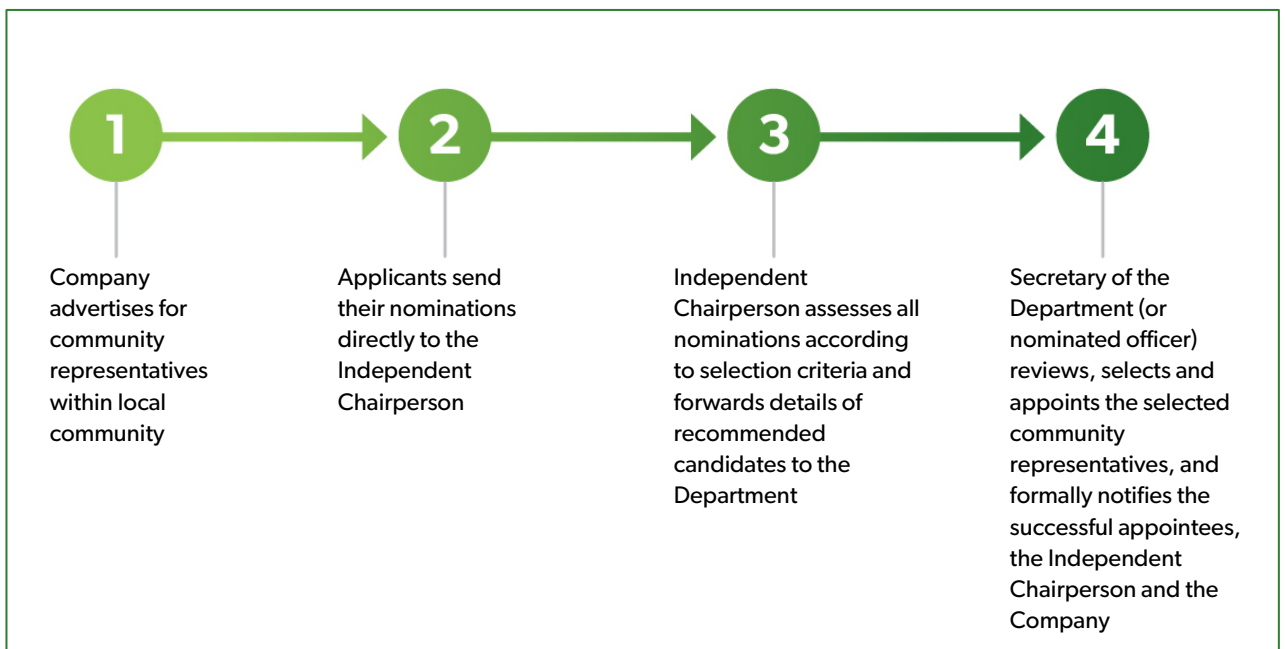 1
2
3
4
Company
advertises for
community
representatives
within local
community
Applicants send
their nominations
directly to the
Independent
Chairperson
Independent
Chairperson assesses all
nominations according
to selection criteria and
forwards details of
recommended
candidates to the
Department
Secretary of the
Department (or
nominated officer)
reviews, selects and
appoints the selected
community
representatives, and
formally notifies the
successful appointees,
the Independent
Chairperson and the
Company